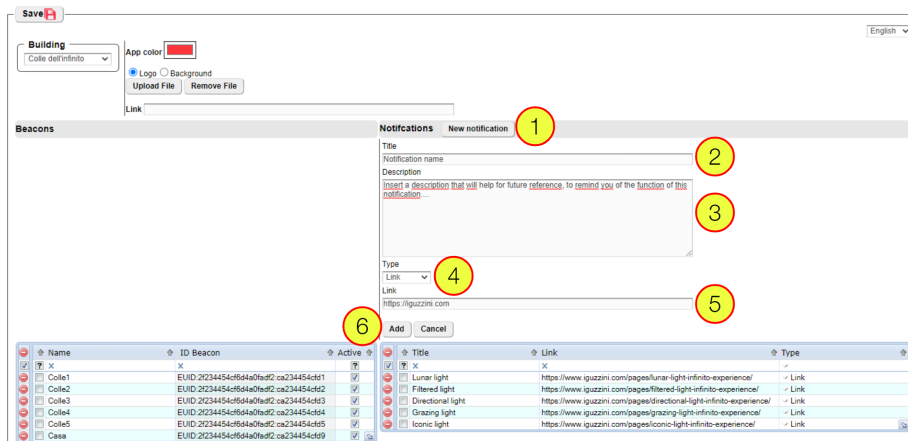 Save
English
Building
Colle dell'infinito
App color
Logo Background
Upload File Remove File
Link
Beacons
Notifcations New notification 1
Title
Notification name 2
Description
Insert a description that will help for future reference, to remind you of the function of this
notification....
3
Type
Link 4
Link
https://iguzzini.com 5
6 Add Cancel
Name ID Beacon Active
? X X ?
Colle1 EUID:2f234454cf6d4a0fadf2:ca234454cfd1
Colle2 EUID:2f234454cf6d4a0fadf2:ca234454cfd2
Colle3 EUID:2f234454cf6d4a0fadf2:ca234454cfd3
Colle4 EUID:2f234454cf6d4a0fadf2:ca234454cfd4
Colle5 EUID:2f234454cf6d4a0fadf2:ca234454cfd5
Casa EUID:2f234454cf6d4a0fadf2:ca234454cfd9
Title Link Type
? X X
Lunar light https://www.iguzzini.com/pages/lunar-light-infinito-experience/ Link
Filtered light https://www.iguzzini.com/pages/filtered-light-infinito-experience/ Link
Directional light https://www.iguzzini.com/pages/directional-light-infinito-experience/ Link
Grazing light https://www.iguzzini.com/pages/grazing-light-infinito-experience/ Link
Iconic light https://www.iguzzini.com/pages/iconic-light-infinito-experience/ Link